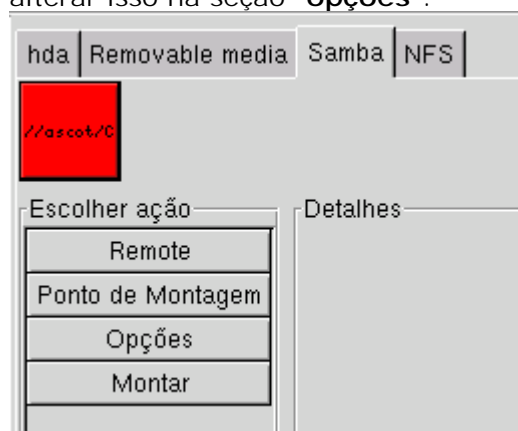 alterar isso na seção "opções".
hda Removable media Samba NFS
//ascot/C
Escolher ação Detalhes
Remote
Ponto de Montagem
Opções
Montar